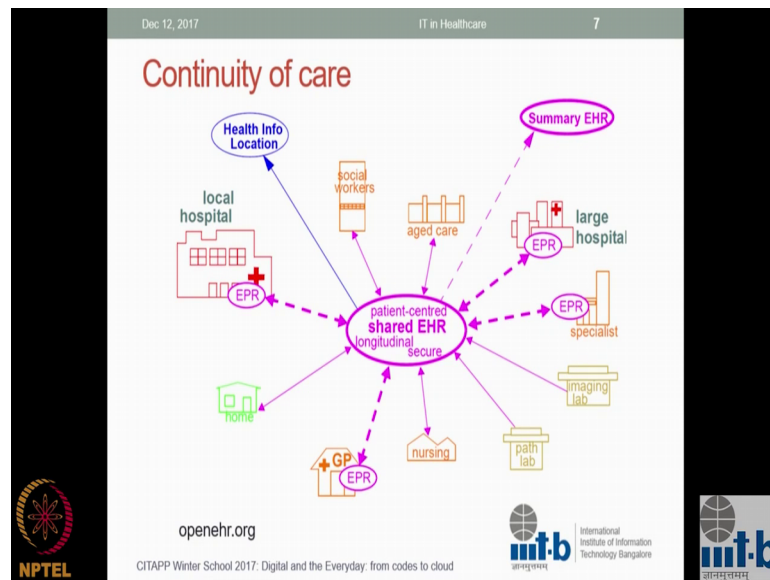 Dec 12, 2017 IT in Healthcare 7
Continuity of care
Health Info
Location
Summary EHR
social
workers
aged care
local
hospital
EPR
large
hospital
EPR
EPR
specialist
patient-centred
shared EHR
longitudinal
secure
imaging
lab
home
GP
EPR
nursing
path
lab
openehr.org
iiit-b
ज्ञानमुत्तमम्
International
Institute of Information
Technology Bangalore
CITAPP Winter School 2017: Digital and the Everyday: from codes to cloud
NPTEL
iiit-b
ज्ञानमुत्तमम्